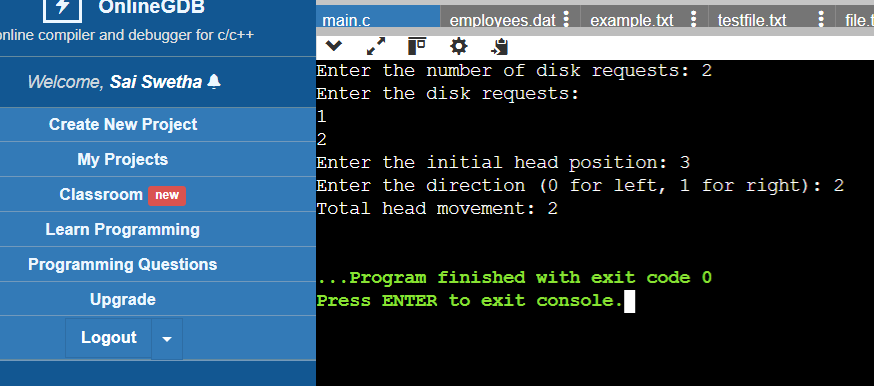 OnlineGDB
online compiler and debugger for c/c++
Welcome, Sai Swetha
Create New Project
My Projects
Classroom new
Learn Programming
Programming Questions
Upgrade
Logout
main.c employees.dat example.txt testfile.txt
Enter the number of disk requests: 2
Enter the disk requests:
1
2
Enter the initial head position: 3
Enter the direction (0 for left, 1 for right): 2
Total head movement: 2
...Program finished with exit code 0
Press ENTER to exit console.